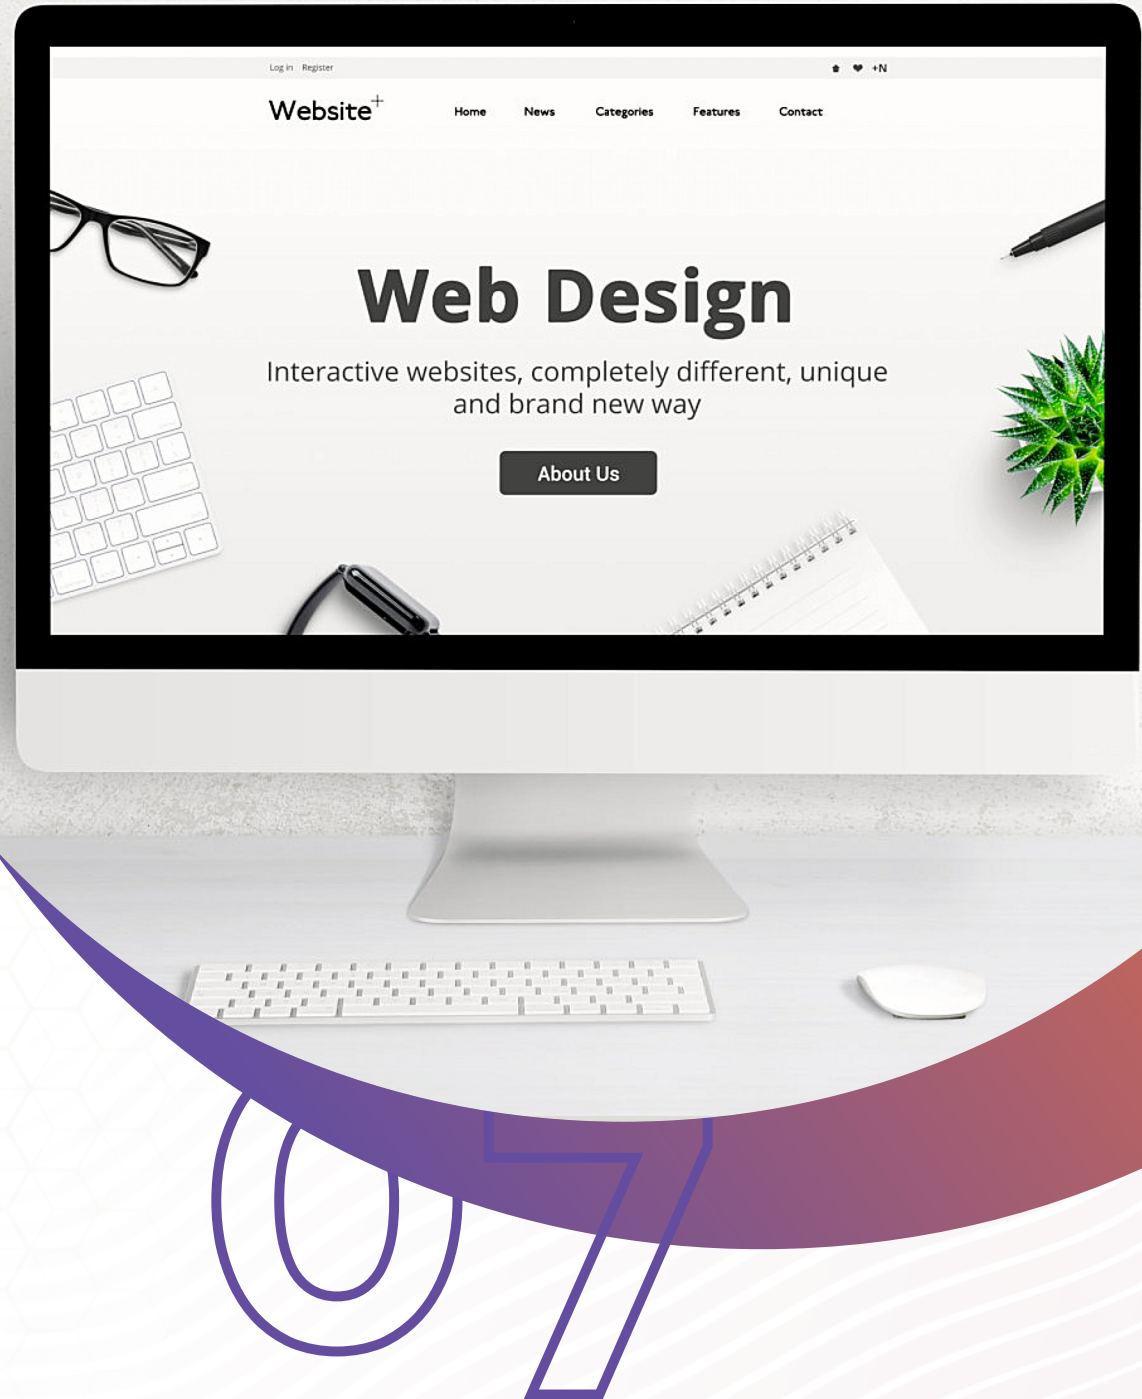 Log in Register
+N
Website+
Home News Categories Features Contact
Web Design
Interactive websites, completely different, unique
and brand new way
About Us
07